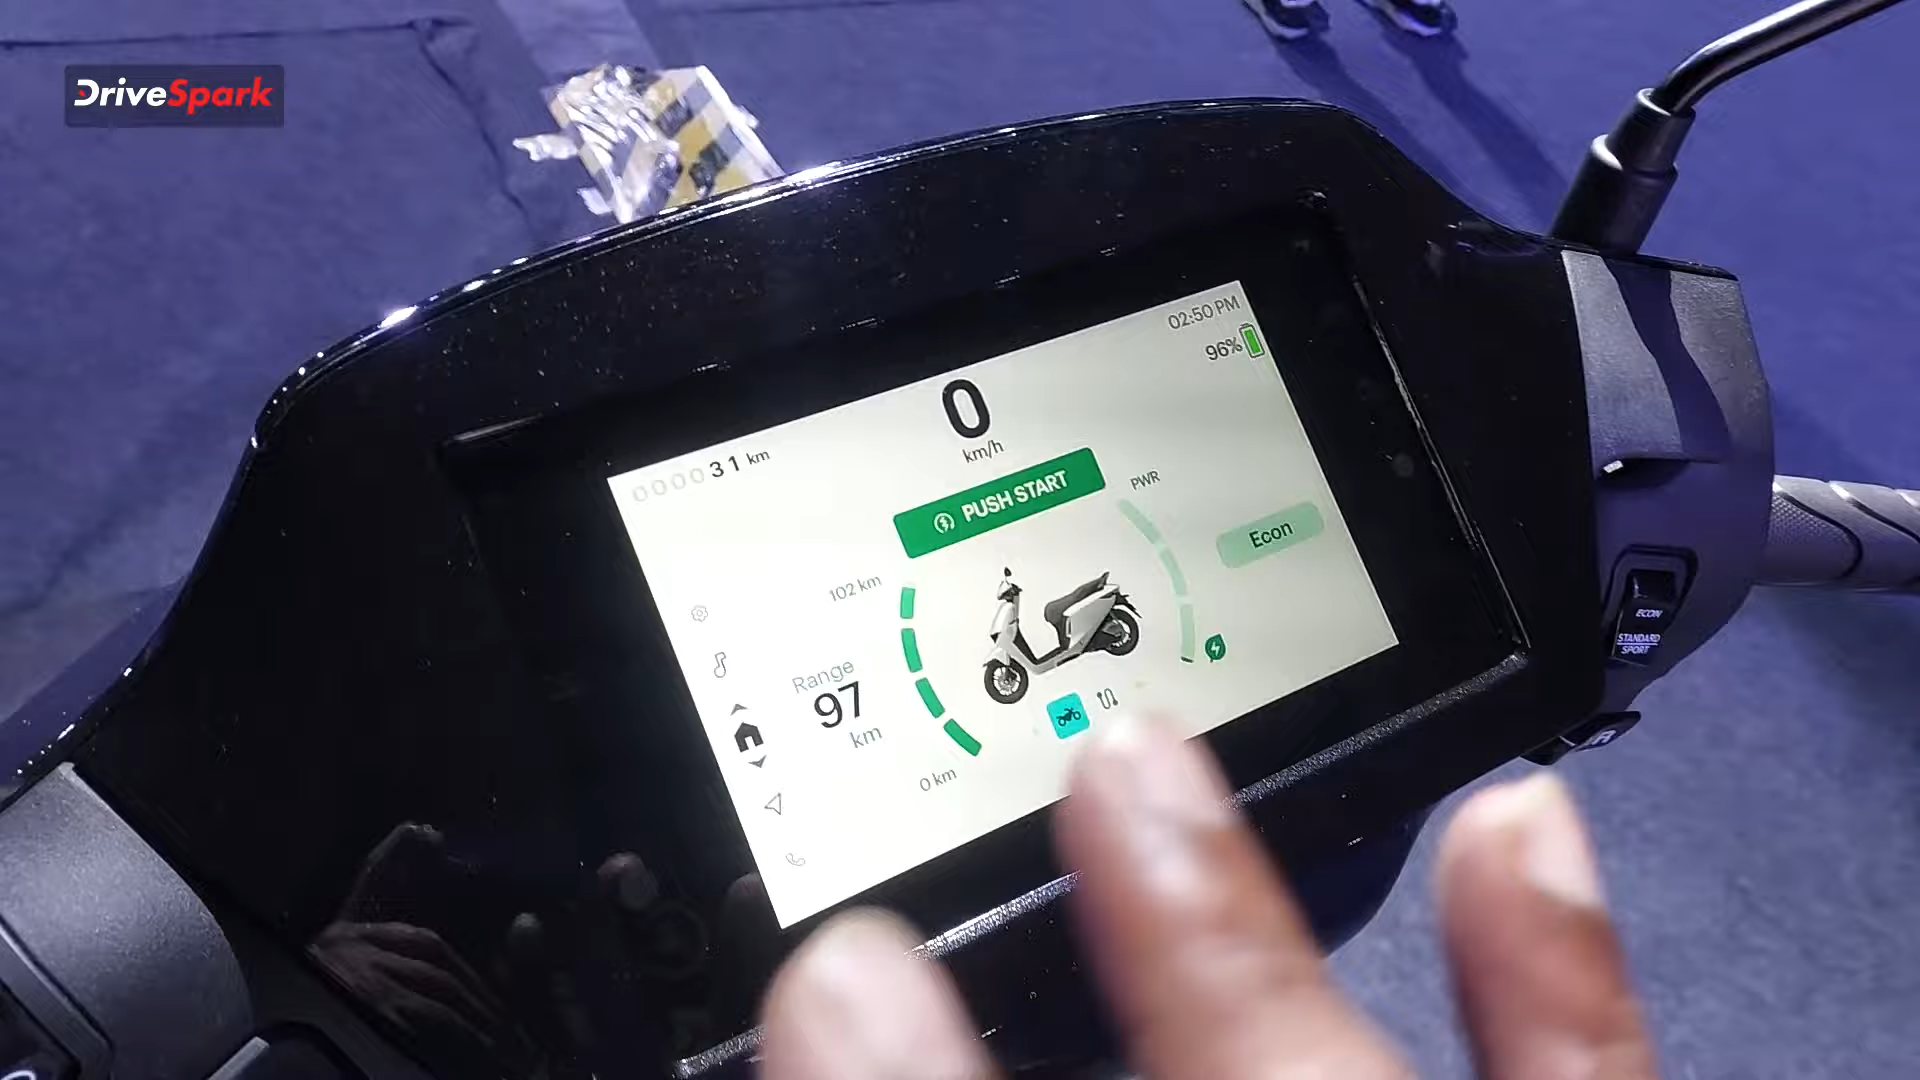 DriveSpark
02:50 PM
96%
0
km/h
000031 km
PUSH START
PWR
Econ
102 km
Range
97
km
0 km
ECON
STANDARD
SPORT
R